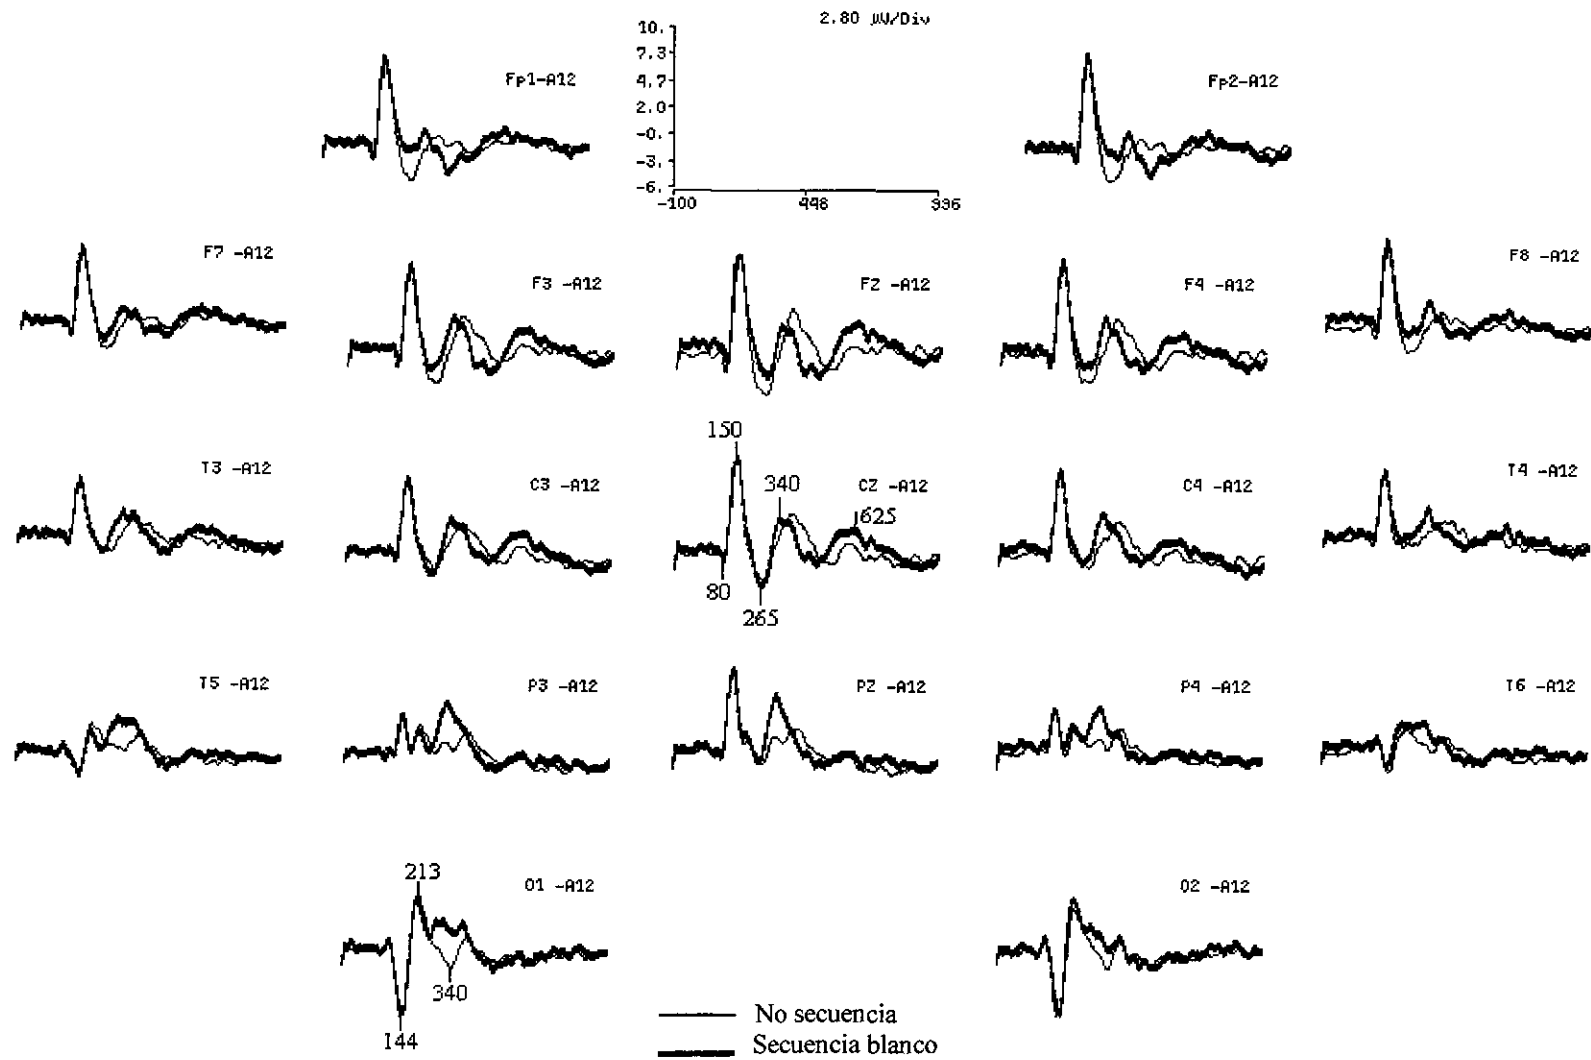 2.80 µV/Div
10.
7.3
4.7
2.0
-0.
-3.
-6.
-100 448 996
Fp1-A12
Fp2-A12
F7 -A12
F3 -A12
FZ -A12
F4 -A12
F8 -A12
T3 -A12
C3 -A12
150
340
CZ -A12
625
80
265
C4 -A12
T4 -A12
T5 -A12
P3 -A12
PZ -A12
P4 -A12
T6 -A12
213
O1 -A12
340
144
O2 -A12
No secuencia
Secuencia blanco